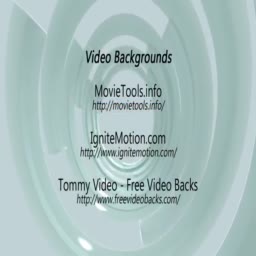 Video Backgrounds
MovieTools.info
http://movietools.info/
IgniteMotion.com
http://www.ignitemotion.com/
Tommy Video - Free Video Backs
http://www.freevideobacks.com/